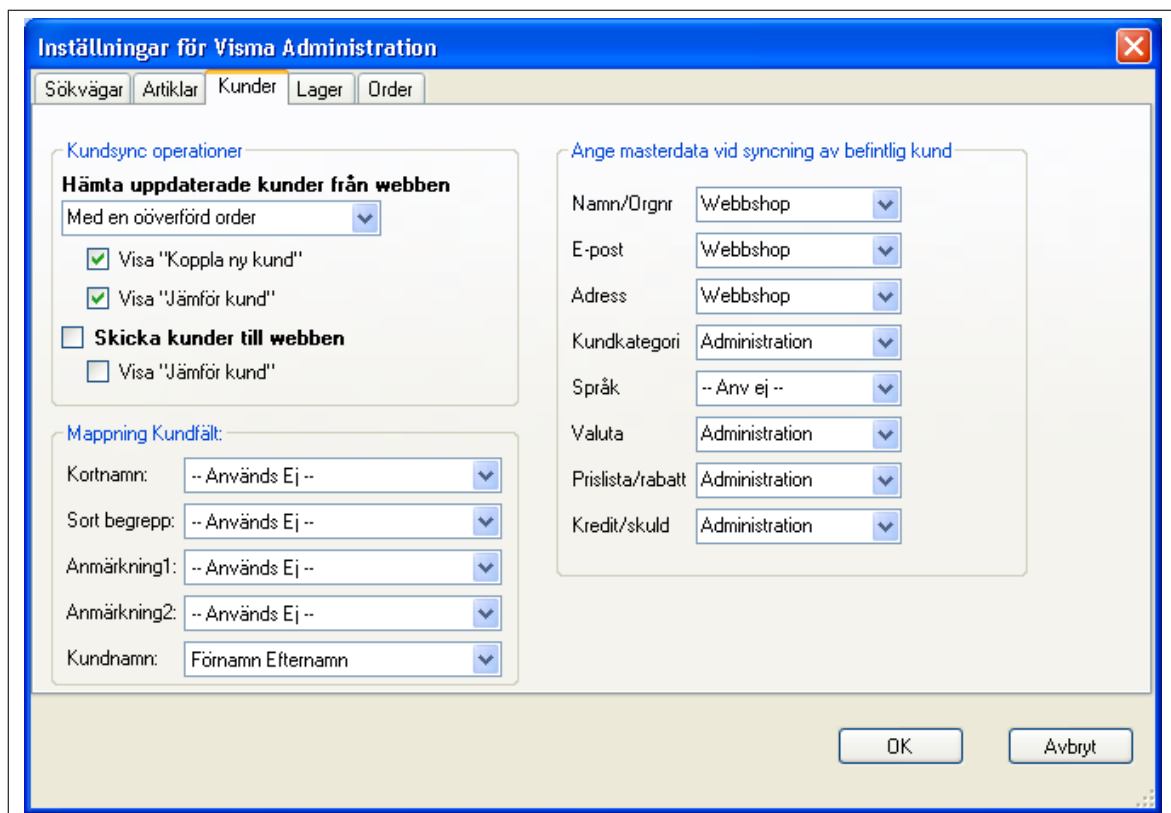 Inställningar för Visma Administration
Sökvägar Artiklar Kunder Lager Order
Kundsync operationer
Hämta uppdaterade kunder från webben
Med en oöverförd order
Visa "Koppla ny kund"
Visa "Jämför kund"
Skicka kunder till webben
Visa "Jämför kund"
Mappning Kundfält:
Kortnamn: -- Används Ej --
Sort begrepp: -- Används Ej --
Anmärkning1: -- Används Ej --
Anmärkning2: -- Används Ej --
Kundnamn: Förnamn Efternamn
Ange masterdata vid syncning av befintlig kund
Namn/Orgnr Webbshop
E-post Webbshop
Adress Webbshop
Kundkategori Administration
Språk -- Anv ej --
Valuta Administration
Prislista/rabatt Administration
Kredit/skuld Administration
OK Avbryt